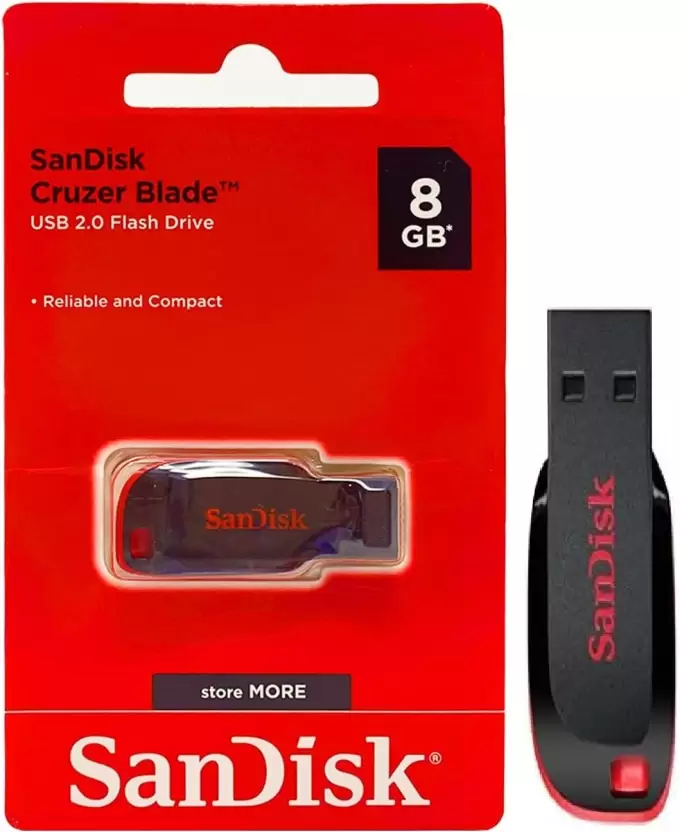 SanDisk
Cruzer Blade™
USB 2.0 Flash Drive
8
GB*
• Reliable and Compact
SanDisk
SanDisk
store MORE
SanDisk®